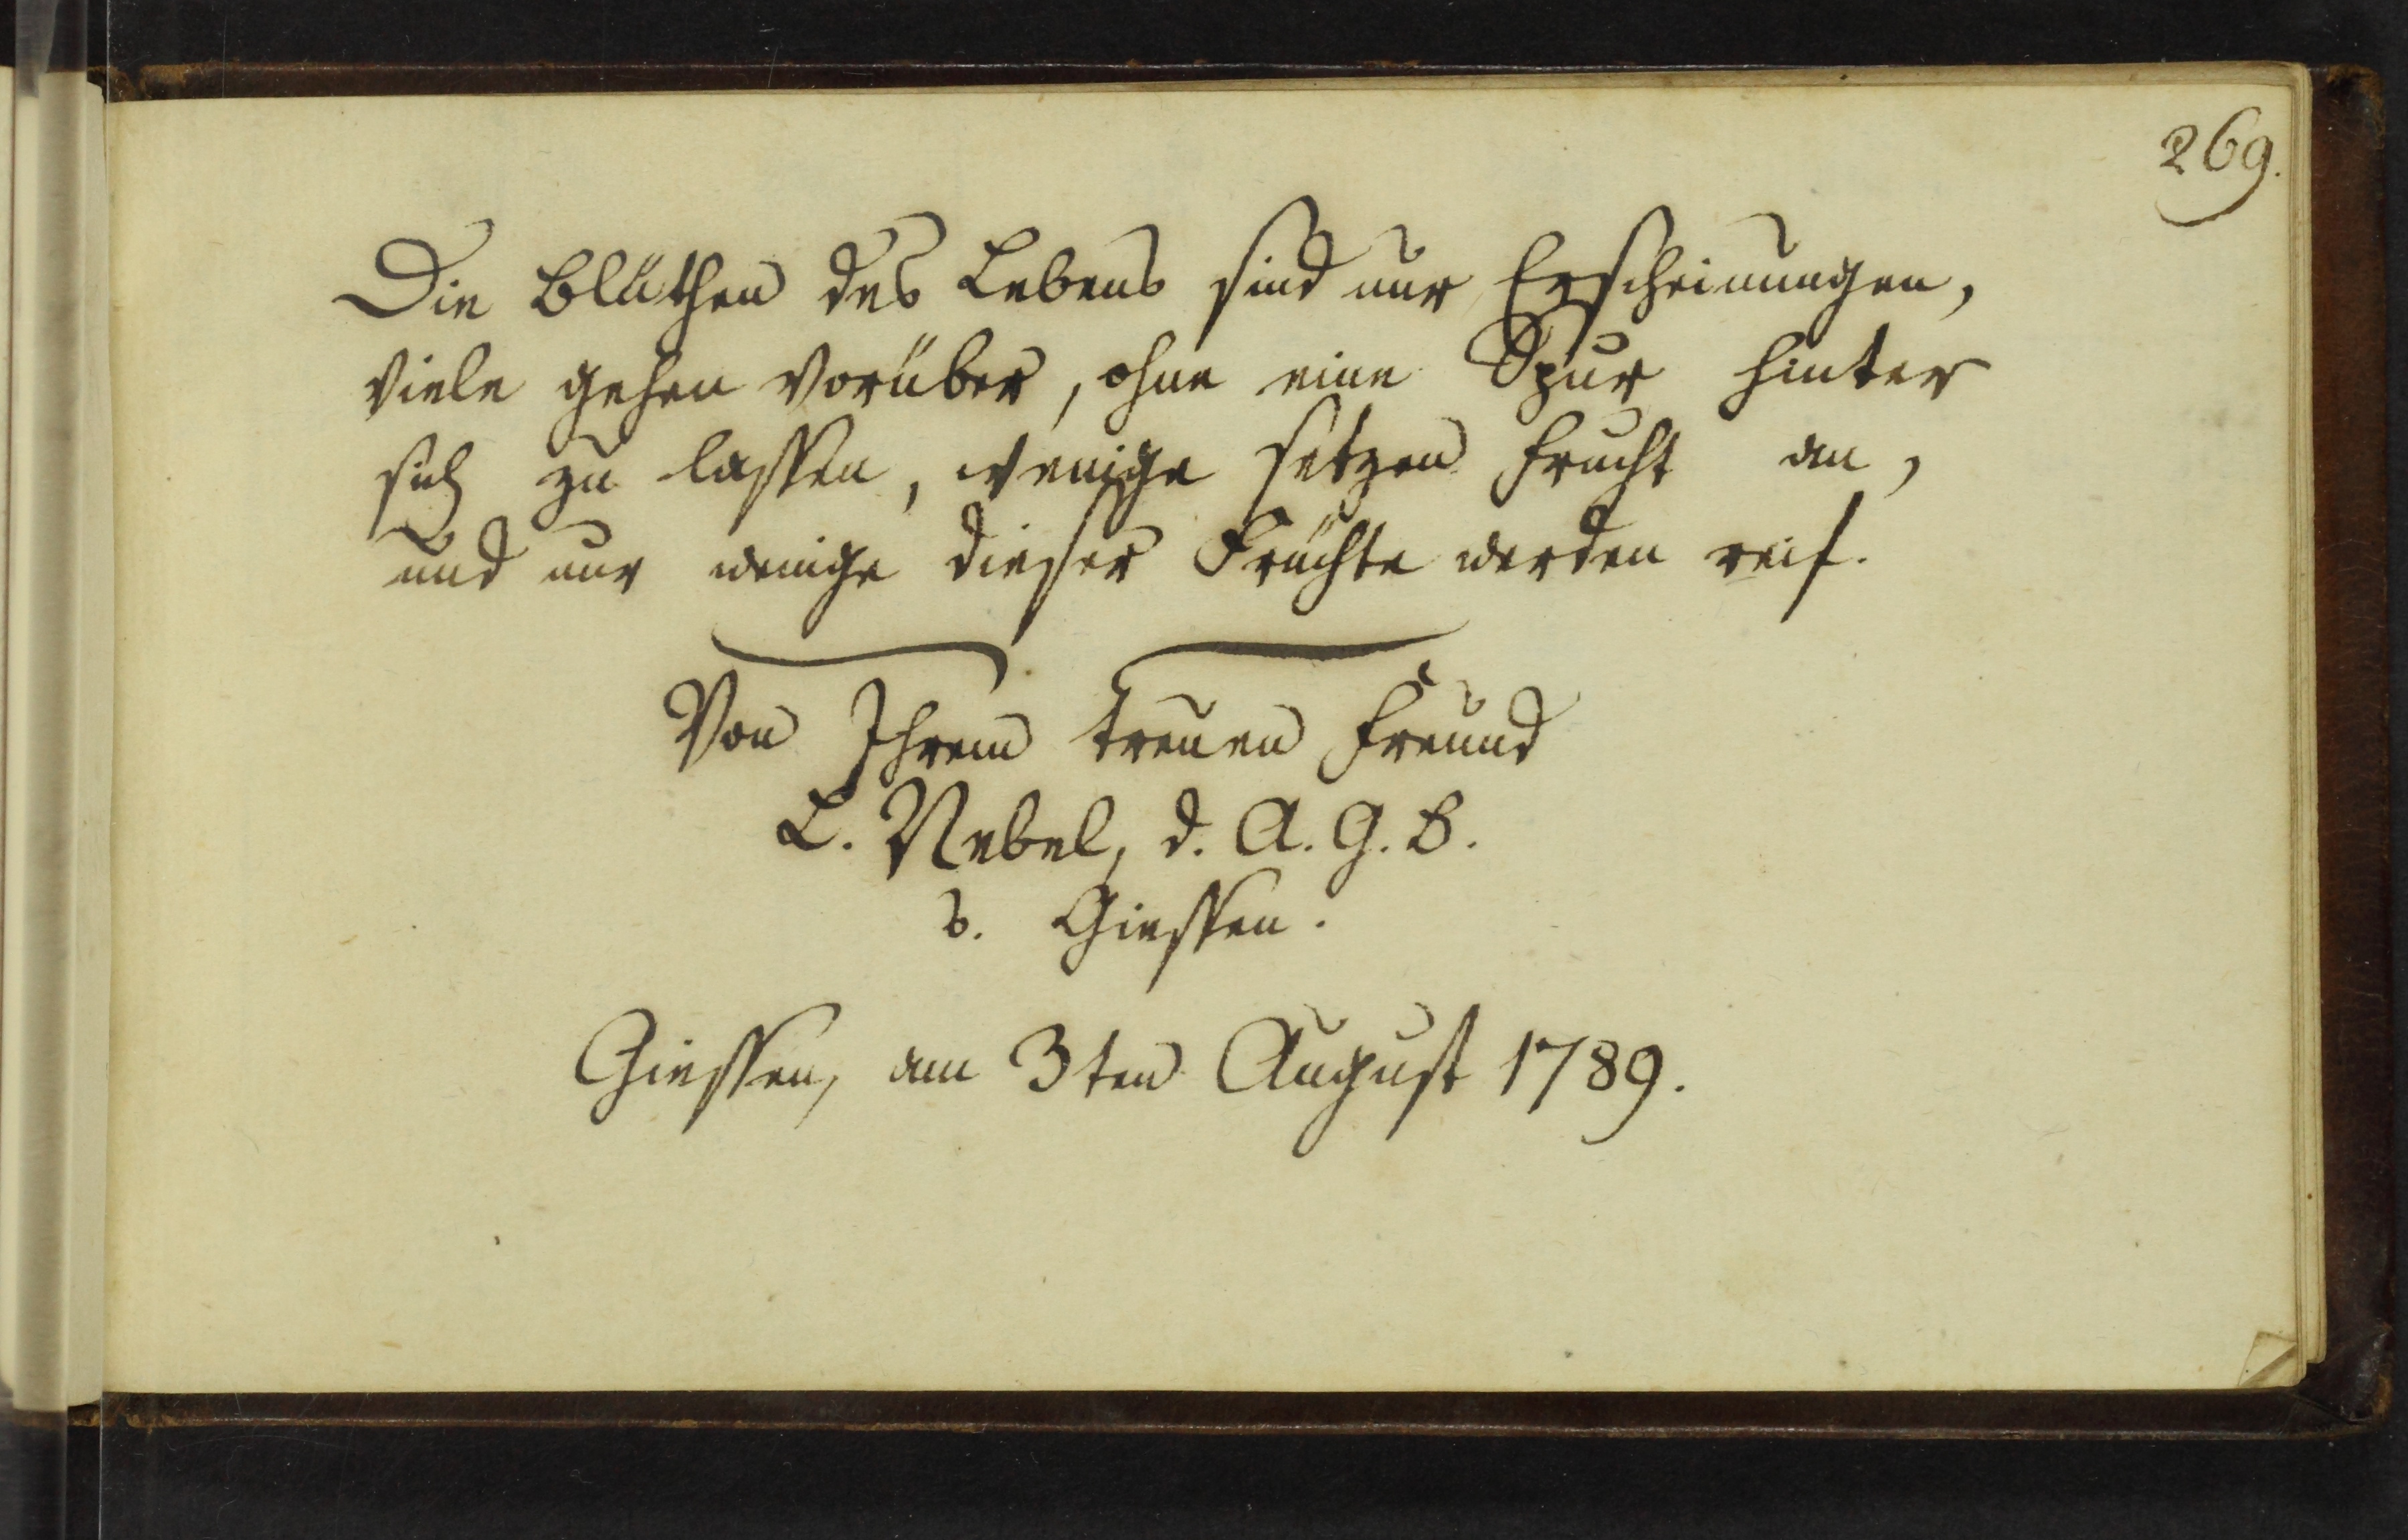 269.
Die Blüthen des Lebens sind nur Erscheinungen,
viele gehen vorüber, ohne eine Spur hinter
sich zu lassen, wenige setzen Frucht an,
und nur wenige dieser Früchte werden reif.
Von Ihrem treuen Freund
L. Nebel, d. A. G. B.
s. Giessen.
Giessen, am 3ten August 1789.